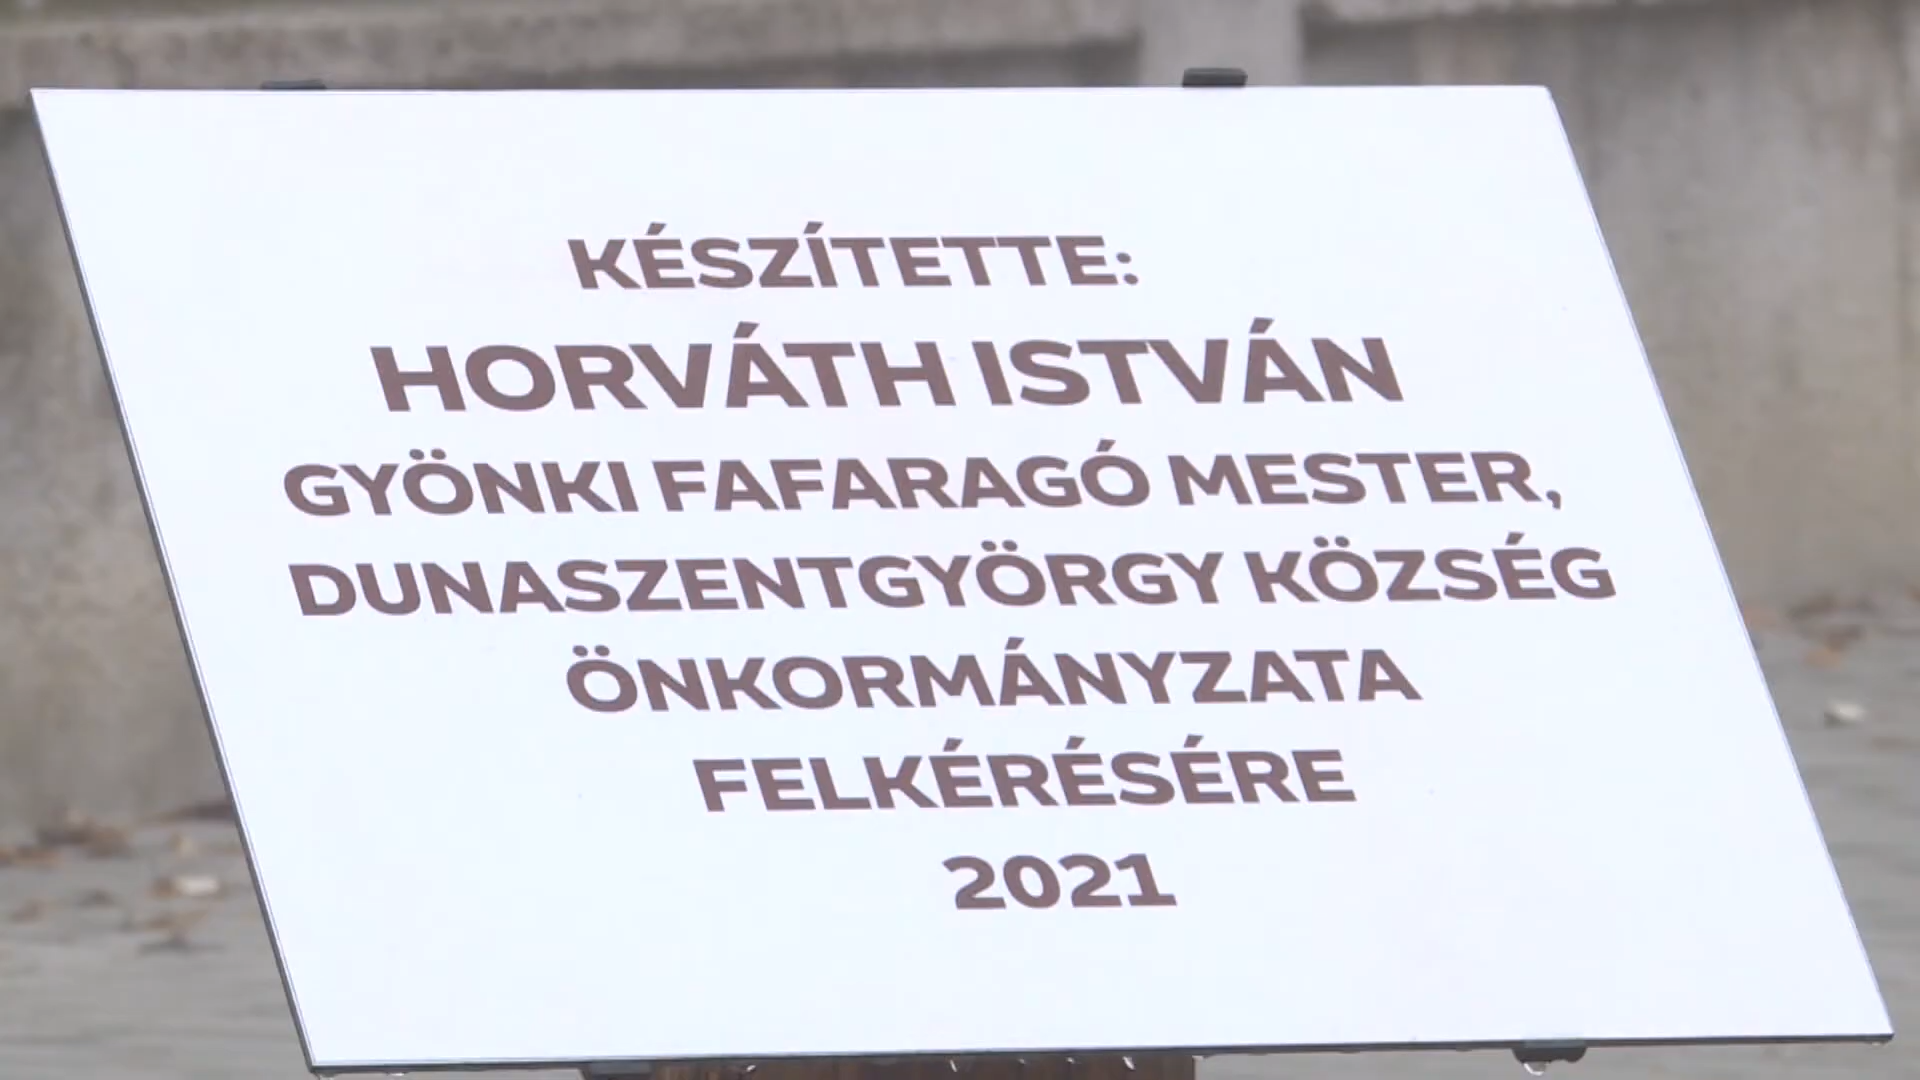 KÉSZÍTETTE:
HORVÁTH ISTVÁN
GYÖNKI FAFARAGÓ MESTER,
DUNASZENTGYÖRGY KÖZSÉG
ÖNKORMÁNYZATA
FELKÉRÉSÉRE
2021